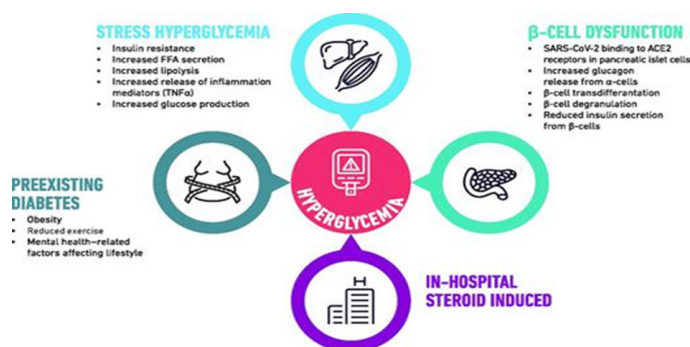 STRESS HYPERGLYCEMIA
• Insulin resistance
• Increased FFA secretion
• Increased lipolysis
• Increased release of inflammation
mediators (TNFα)
• Increased glucose production
β-CELL DYSFUNCTION
• SARS-CoV-2 binding to ACE2
receptors in pancreatic islet cells
• Increased glucagon
release from α-cells
• β-cell transdifferantation
• β-cell degranulation
• Reduced insulin secretion
from β-cells
PREEXISTING
DIABETES
• Obesity
• Reduced exercise
• Mental health–related
factors affecting lifestyle
HYPERGLYCEMIA
H
IN-HOSPITAL
STEROID INDUCED